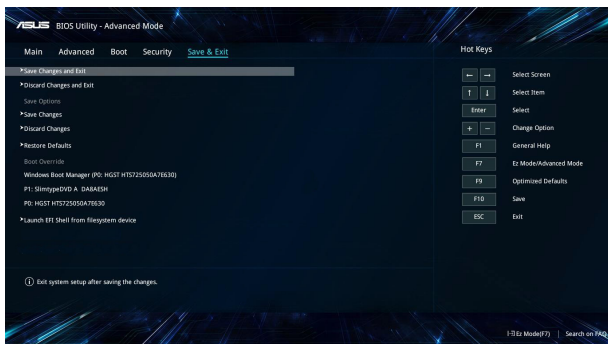 ASUS BIOS Utility - Advanced Mode
Main Advanced Boot Security Save & Exit
Save Changes and Exit
Discard Changes and Exit
Save Options
Save Changes
Discard Changes
Restore Defaults
Boot Override
Windows Boot Manager (P0: HGST HTS725050A7E630)
P1: SlimtypeDVD A DA8AESH
P0: HGST HTS725050A7E630
Launch EFI Shell from filesystem device
Exit system setup after saving the changes.
Hot Keys
← → Select Screen
↑ ↓ Select Item
Enter Select
+ − Change Option
F1 General Help
F7 Ez Mode/Advanced Mode
F9 Optimized Defaults
F10 Save
ESC Exit
Ez Mode(F7) | Search on FAQ